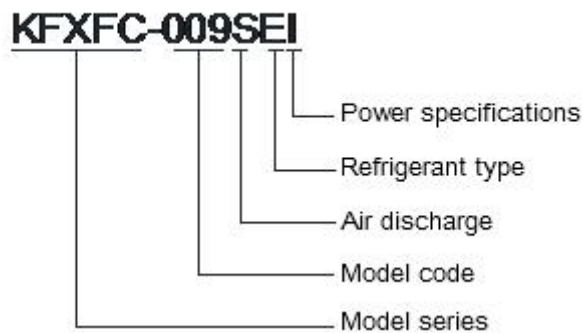 KFXFC-009SEI
Power specifications
Refrigerant type
Air discharge
Model code
Model series